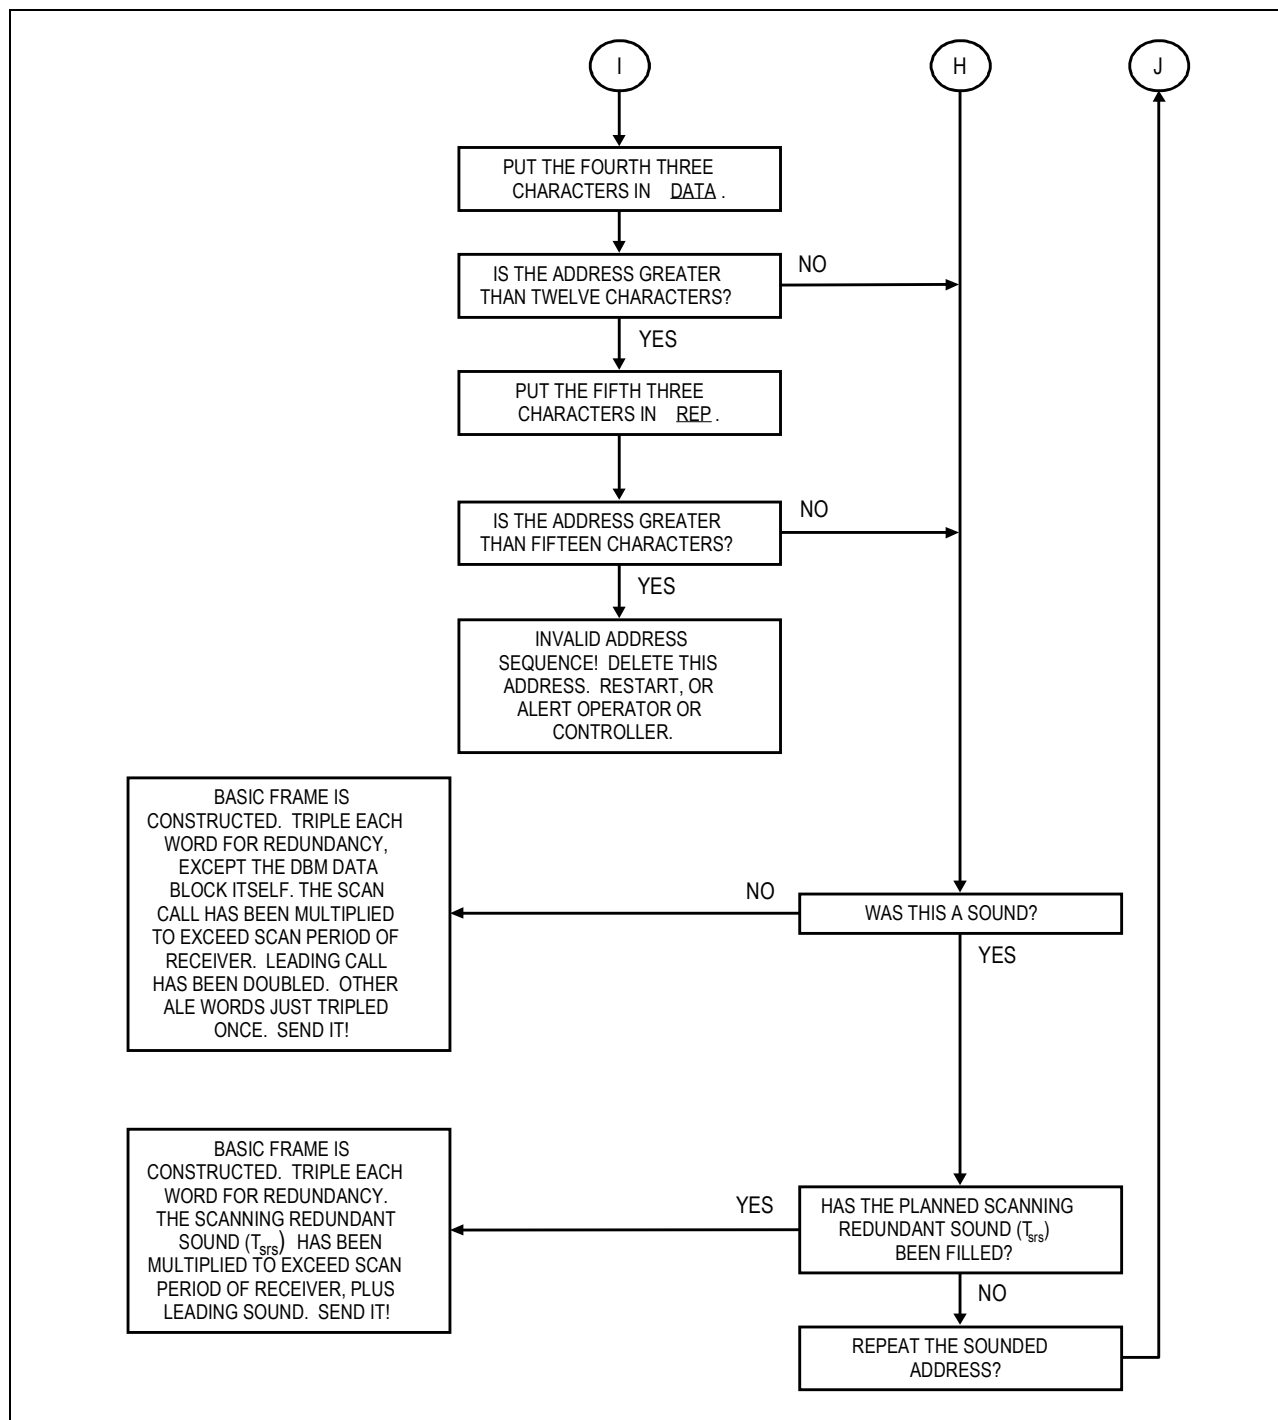 I
H
J
PUT THE FOURTH THREE
CHARACTERS IN DATA .
IS THE ADDRESS GREATER
THAN TWELVE CHARACTERS?
NO
YES
PUT THE FIFTH THREE
CHARACTERS IN REP .
IS THE ADDRESS GREATER
THAN FIFTEEN CHARACTERS?
NO
YES
INVALID ADDRESS
SEQUENCE! DELETE THIS
ADDRESS. RESTART, OR
ALERT OPERATOR OR
CONTROLLER.
BASIC FRAME IS
CONSTRUCTED. TRIPLE EACH
WORD FOR REDUNDANCY,
EXCEPT THE DBM DATA
BLOCK ITSELF. THE SCAN
CALL HAS BEEN MULTIPLIED
TO EXCEED SCAN PERIOD OF
RECEIVER. LEADING CALL
HAS BEEN DOUBLED. OTHER
ALE WORDS JUST TRIPLED
ONCE. SEND IT!
NO
WAS THIS A SOUND?
YES
BASIC FRAME IS
CONSTRUCTED. TRIPLE EACH
WORD FOR REDUNDANCY.
THE SCANNING REDUNDANT
SOUND (Tsrs) HAS BEEN
MULTIPLIED TO EXCEED SCAN
PERIOD OF RECEIVER, PLUS
LEADING SOUND. SEND IT!
YES
HAS THE PLANNED SCANNING
REDUNDANT SOUND (Tsrs)
BEEN FILLED?
NO
REPEAT THE SOUNDED
ADDRESS?